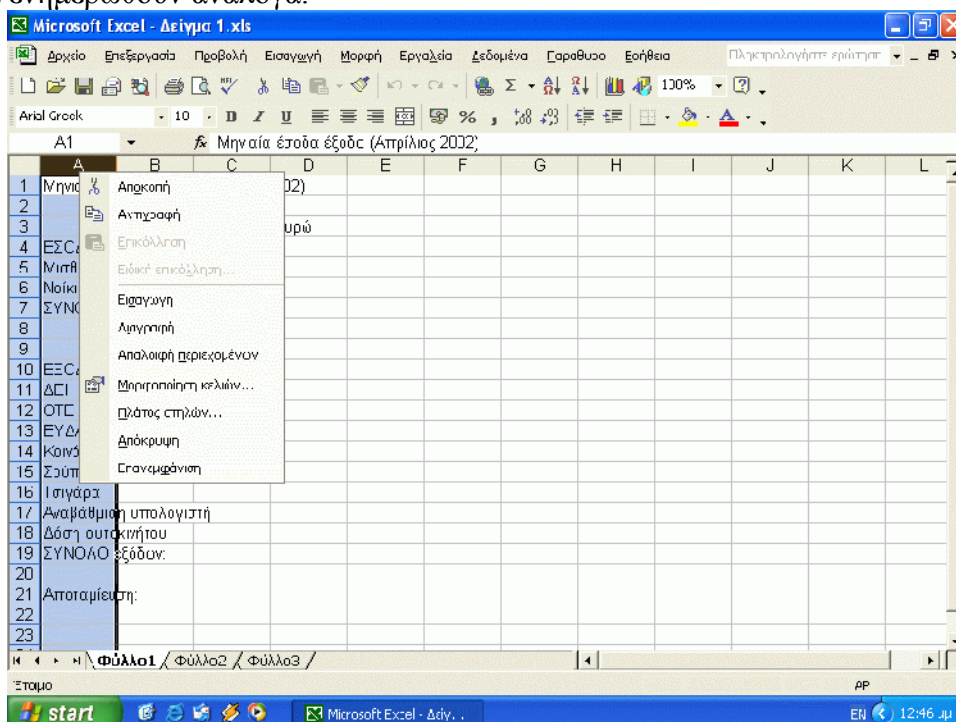 ενημερωθούν ανάλογα.
Microsoft Excel - Δείγμα 1.xls
Αρχείο Επεξεργασία Προβολή Εισαγωγή Μορφή Εργαλεία Δεδομένα Παράθυρο Βοήθεια Πληκτρολογήστε ερώτηση
100%
Arial Greek 10 B I U
A1 fx Μηνιαία έσοδα έξοδα (Απρίλιος 2002)
A B C D E F G H I J K L
1 Μηνια 02)
2
3 υρώ
4 ΕΣΟΔ
5 Μισθ
6 Νοίκι
7 ΣΥΝΟ
8
9
10 ΕΞΟΔ
11 ΔΕΗ
12 ΟΤΕ
13 ΕΥΔΑ
14 Κοινό
15 Σούπ
16 Τσιγάρα
17 Αναβάθμιση υπολογιστή
18 Δόση αυτοκινήτου
19 ΣΥΝΟΛΟ εξόδων:
20
21 Αποταμίευση:
22
23
Αποκοπή
Αντιγραφή
Επικόλληση
Ειδική επικόλληση...
Εισαγωγή
Διαγραφή
Απαλοιφή περιεχομένων
Μορφοποίηση κελιών...
Πλάτος στηλών...
Απόκρυψη
Επανεμφάνιση
Φύλλο1 Φύλλο2 Φύλλο3
Έτοιμο ΑΡ
start Microsoft Excel - Δείγ... EN 12:46 μμ